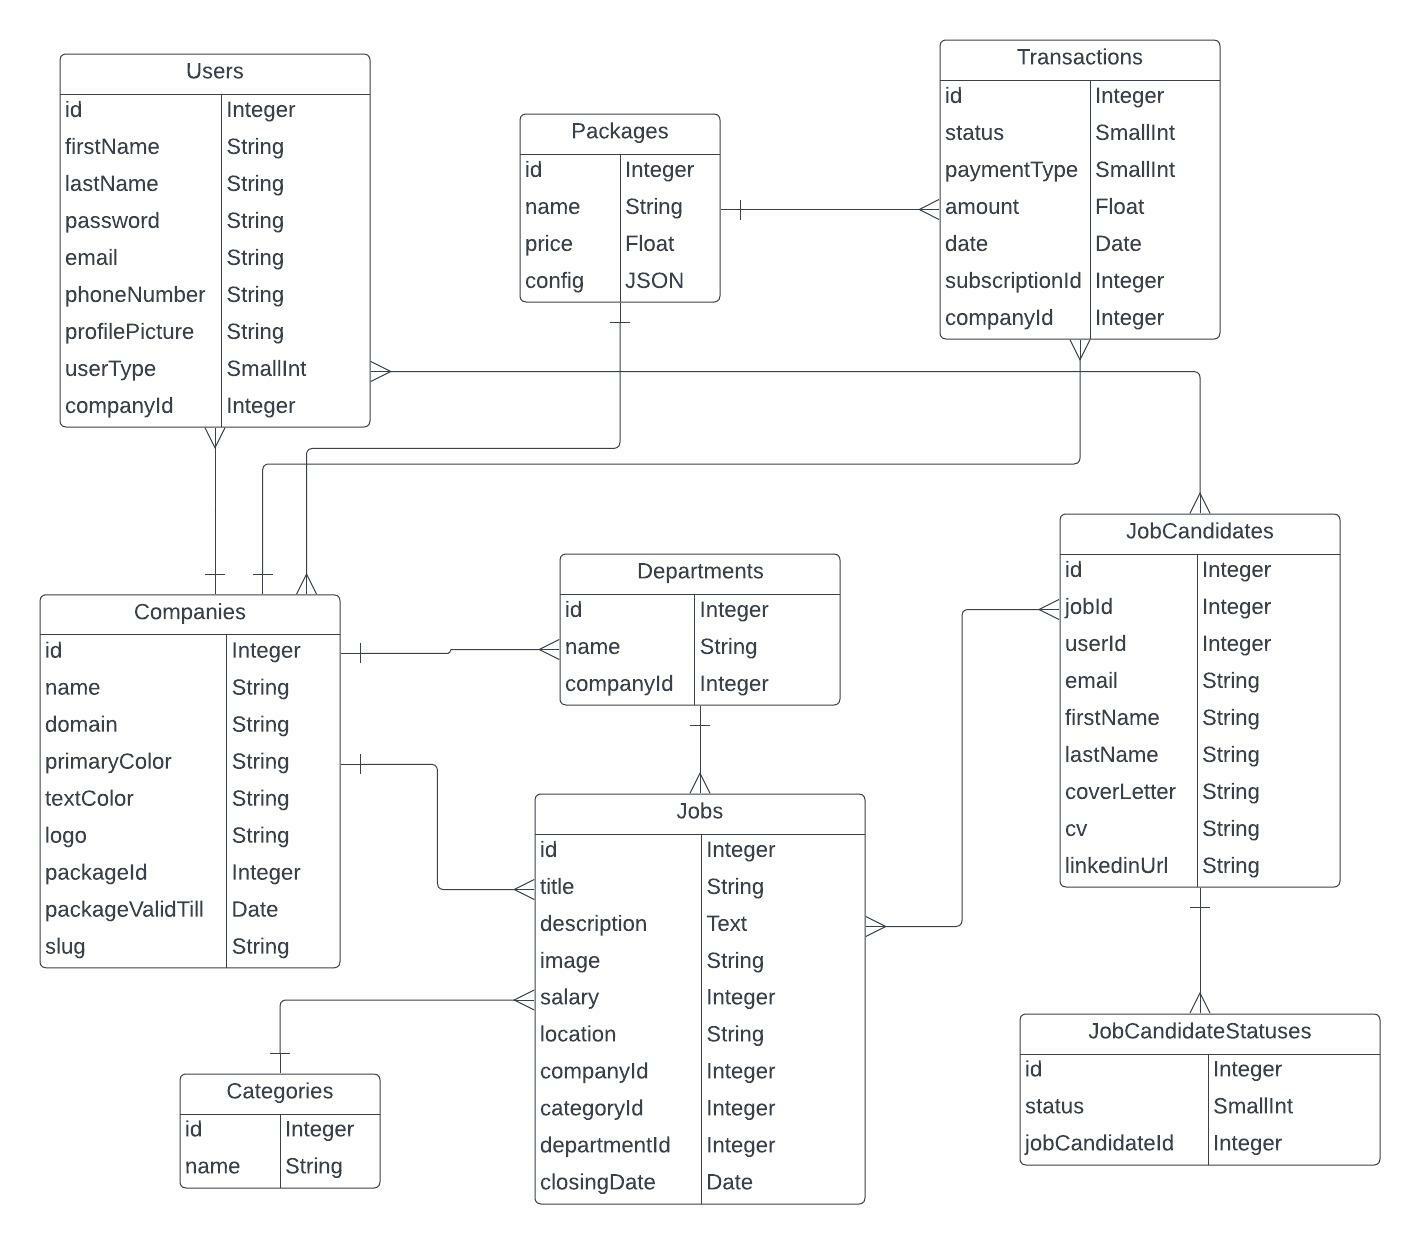 Users
id Integer
firstName String
lastName String
password String
email String
phoneNumber String
profilePicture String
userType SmallInt
companyId Integer
Packages
id Integer
name String
price Float
config JSON
Transactions
id Integer
status SmallInt
paymentType SmallInt
amount Float
date Date
subscriptionId Integer
companyId Integer
Companies
id Integer
name String
domain String
primaryColor String
textColor String
logo String
packageId Integer
packageValidTill Date
slug String
Departments
id Integer
name String
companyId Integer
JobCandidates
id Integer
jobId Integer
userId Integer
email String
firstName String
lastName String
coverLetter String
cv String
linkedinUrl String
Jobs
id Integer
title String
description Text
image String
salary Integer
location String
companyId Integer
categoryId Integer
departmentId Integer
closingDate Date
Categories
id Integer
name String
JobCandidateStatuses
id Integer
status SmallInt
jobCandidateId Integer